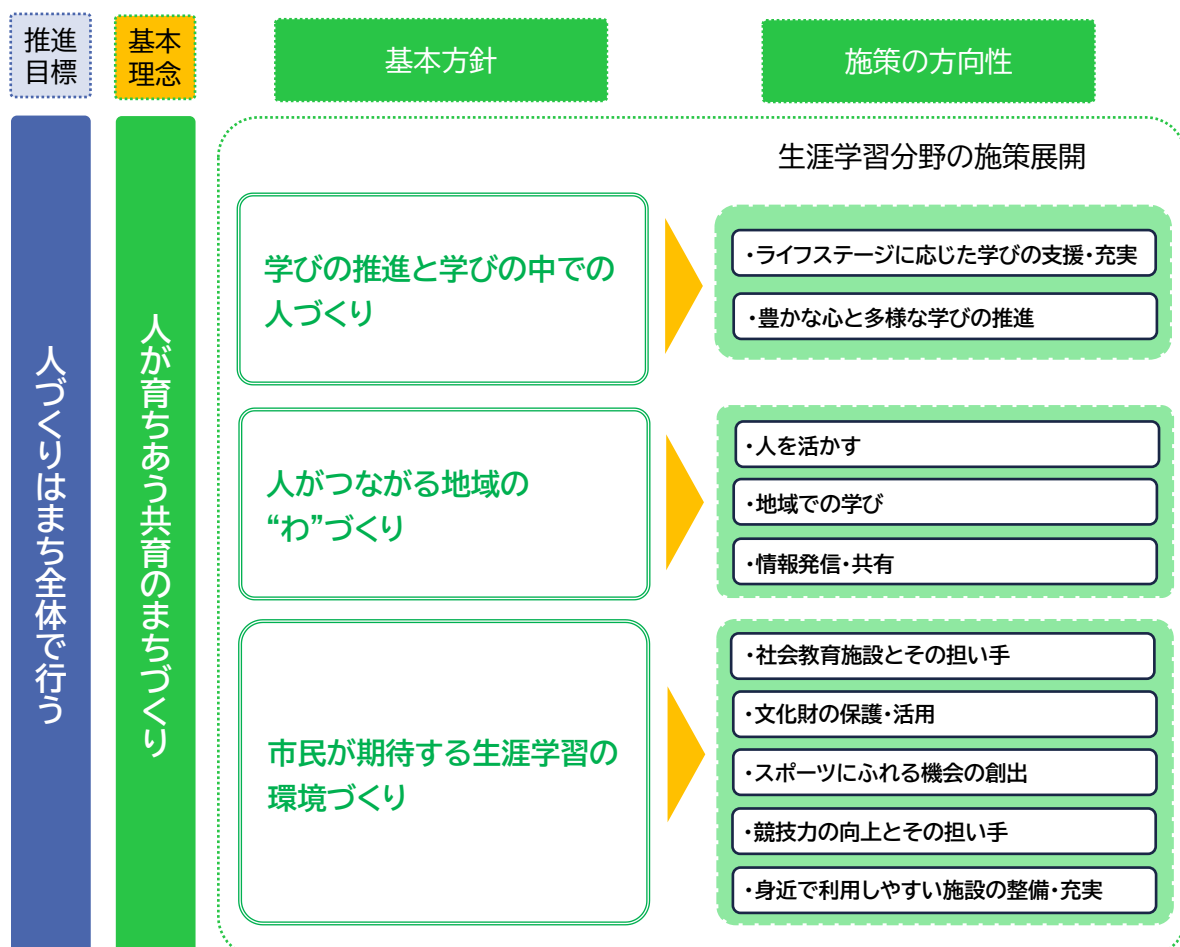 推進
目標
基本
理念
基本方針
施策の方向性
人づくりはまち全体で行う
人が育ちあう共育のまちづくり
生涯学習分野の施策展開
学びの推進と学びの中での
人づくり
・ライフステージに応じた学びの支援・充実
・豊かな心と多様な学びの推進
人がつながる地域の
“わ”づくり
・人を活かす
・地域での学び
・情報発信・共有
市民が期待する生涯学習の
環境づくり
・社会教育施設とその担い手
・文化財の保護・活用
・スポーツにふれる機会の創出
・競技力の向上とその担い手
・身近で利用しやすい施設の整備・充実